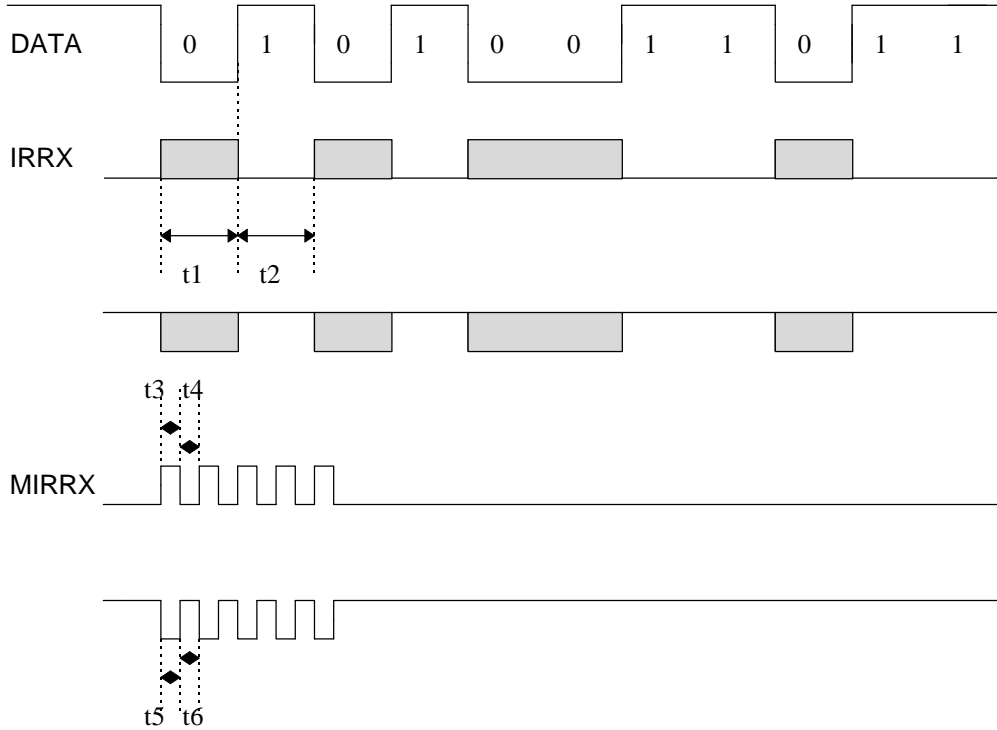 DATA 0 1 0 1 0 0 1 1 0 1 1
IRRX
t1 t2
t3 t4
MIRRX
t5 t6